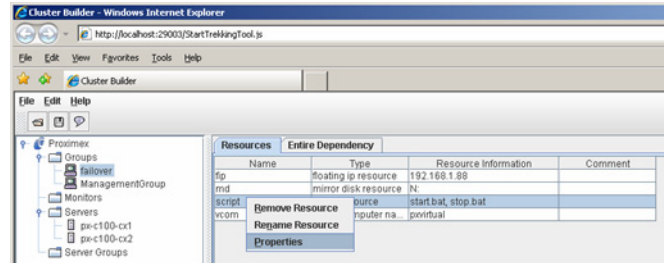 Cluster Builder - Windows Internet Explorer
http://localhost:29003/StartTrekkingTool.js
File Edit View Favorites Tools Help
Cluster Builder
File Edit Help
Proximex
Groups
failover
ManagementGroup
Monitors
Servers
px-c100-cx1
px-c100-cx2
Server Groups
Resources Entire Dependency
Name Type Resource Information Comment
fip floating ip resource 192.168.1.88
md mirror disk resource N:
script ource start.bat, stop.bat
vcom nputer na... pxvirtual
Remove Resource
Rename Resource
Properties